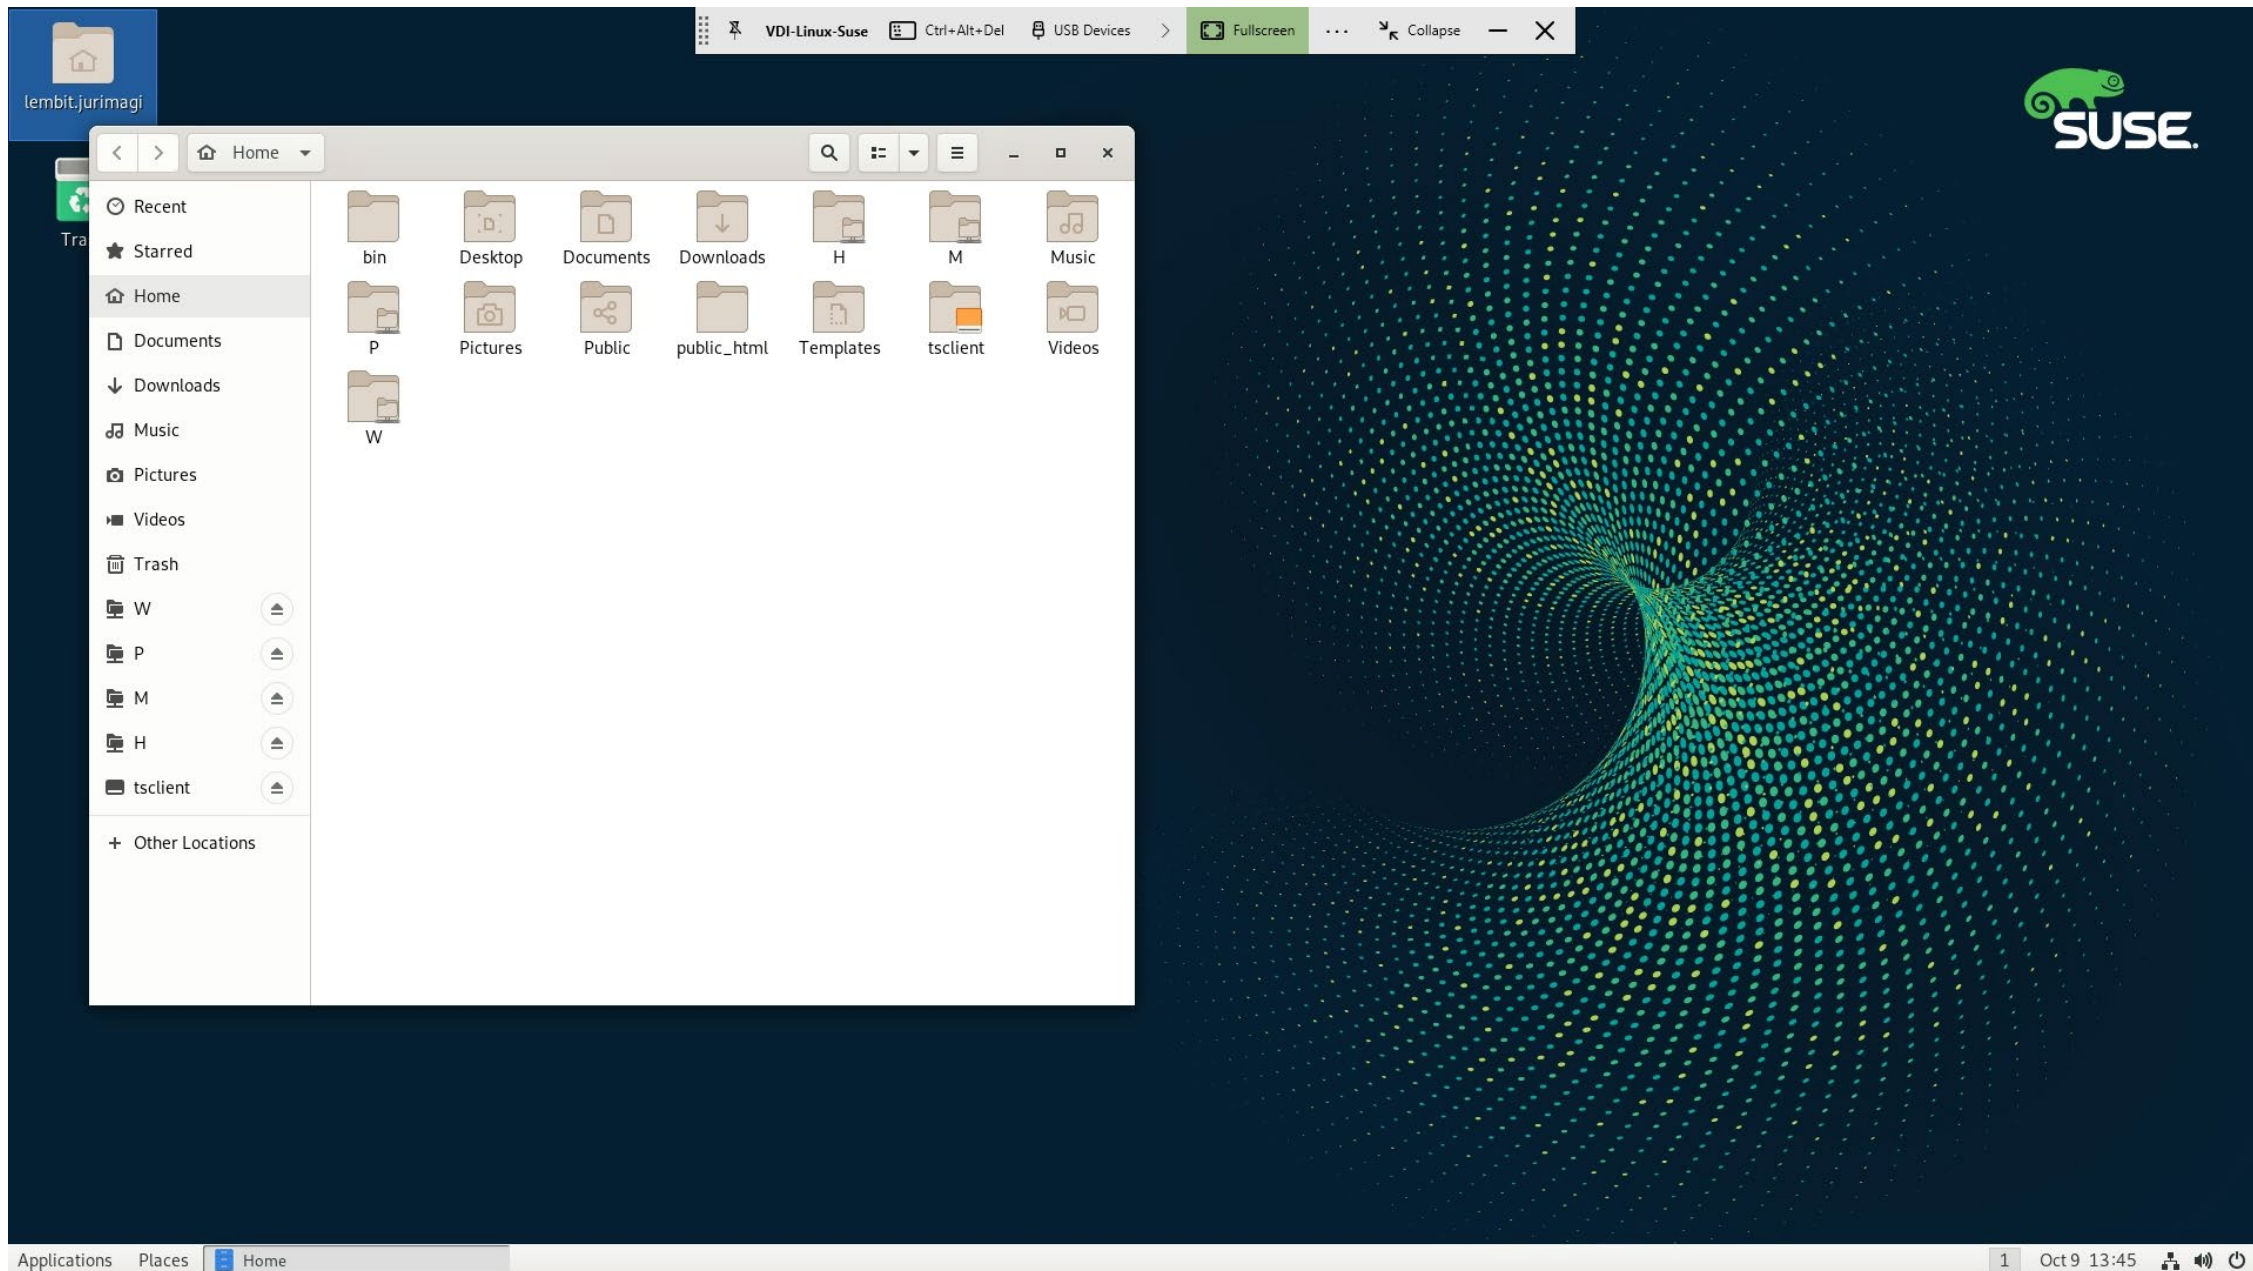 VDI-Linux-Suse Ctrl+Alt+Del USB Devices Fullscreen ... Collapse
lembit.jurimagi
SUSE.
Home
Recent
Starred
Home
Documents
Downloads
Music
Pictures
Videos
Trash
W
P
M
H
tsclient
Other Locations
bin Desktop Documents Downloads H M Music
P Pictures Public public_html Templates tsclient Videos
W
Tra
Applications Places Home 1 Oct 9 13:45